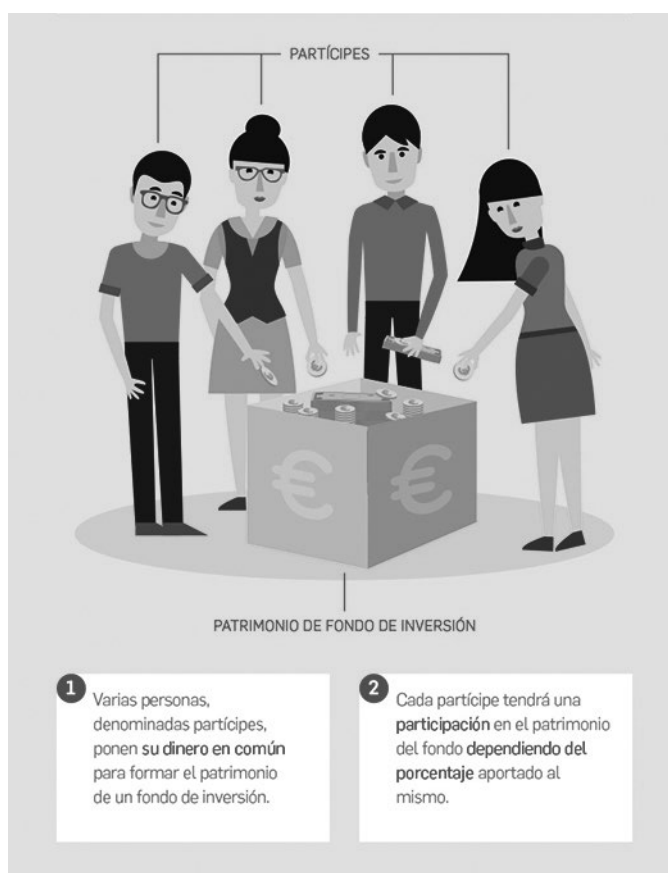 PARTÍCIPES
€ €
PATRIMONIO DE FONDO DE INVERSIÓN
1
Varias personas,
denominadas partícipes,
ponen su dinero en común
para formar el patrimonio
de un fondo de inversión.
2
Cada partícipe tendrá una
participación en el patrimonio
del fondo dependiendo del
porcentaje aportado al
mismo.